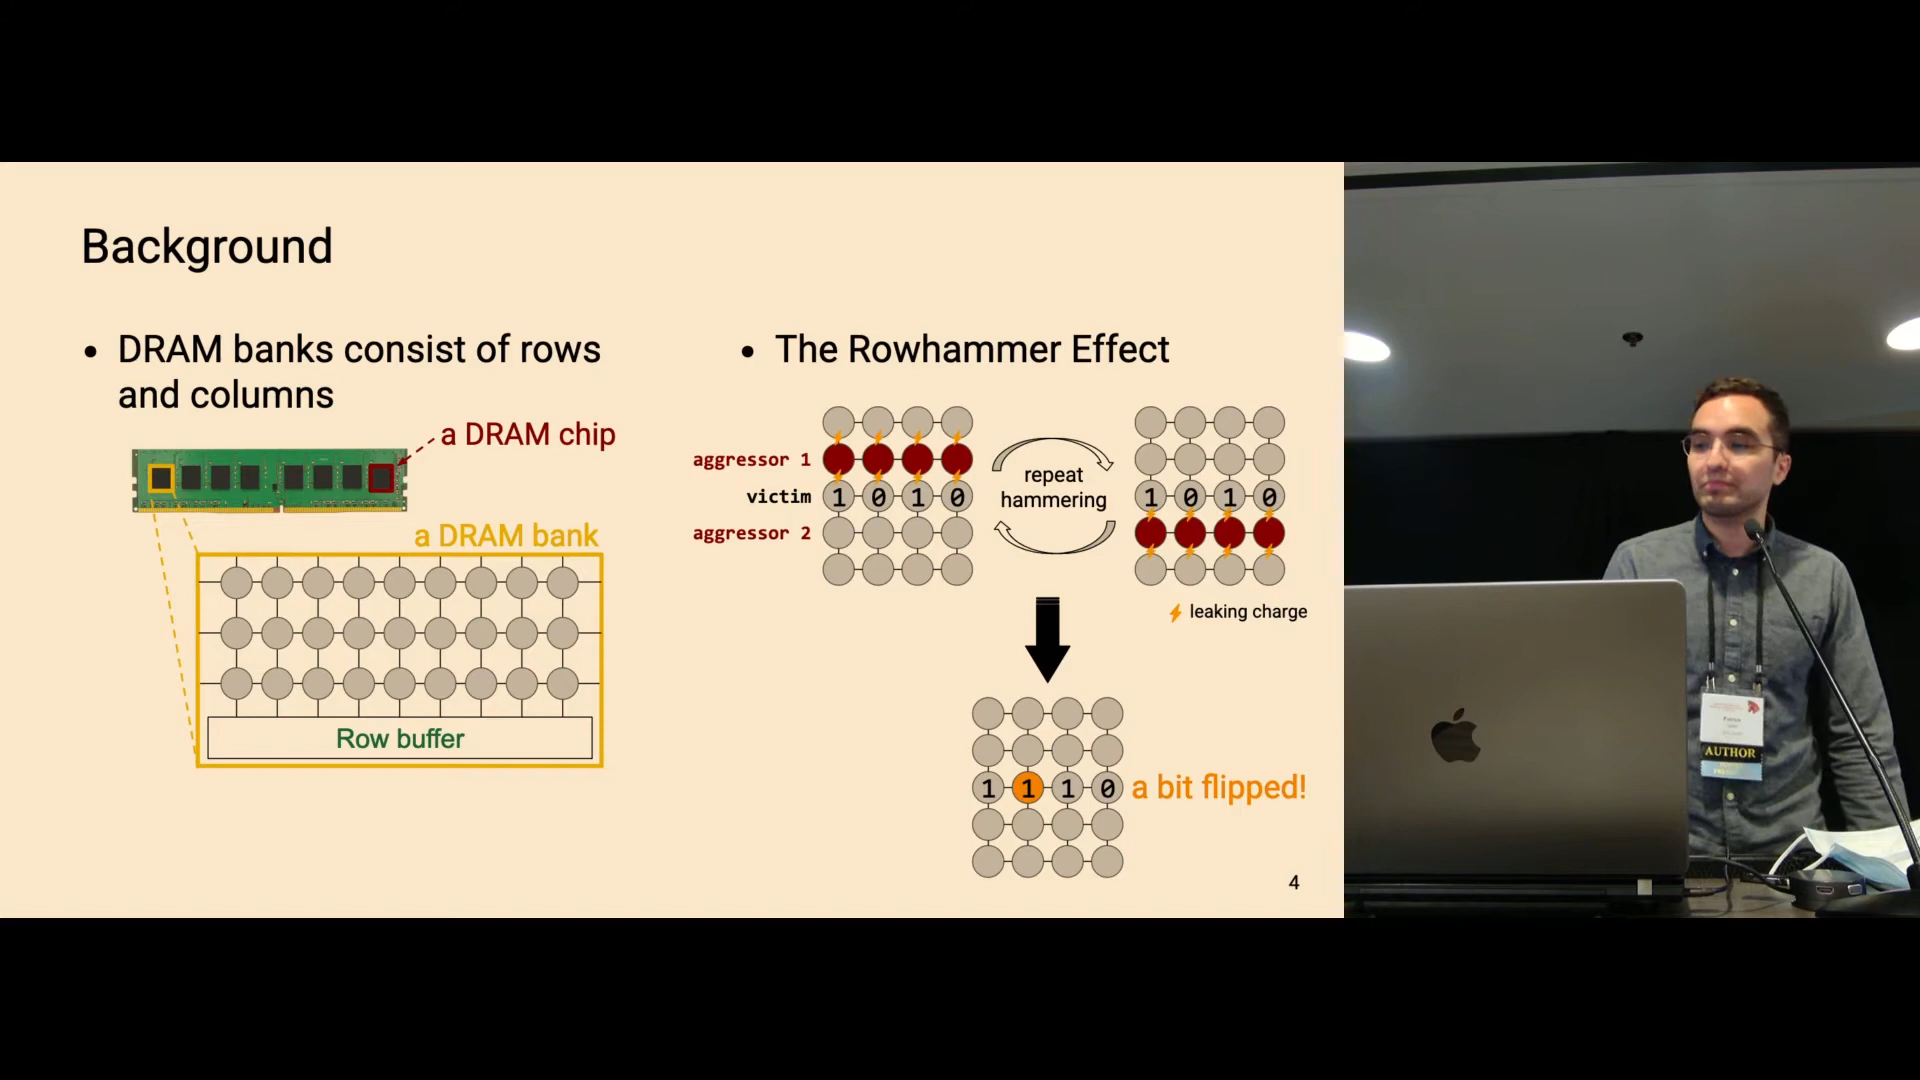 Background
• DRAM banks consist of rows
and columns
a DRAM chip
a DRAM bank
Row buffer
• The Rowhammer Effect
aggressor 1
victim
aggressor 2
1 0 1 0
repeat
hammering
1 0 1 0
leaking charge
1 1 1 0
a bit flipped!
4
AUTHOR